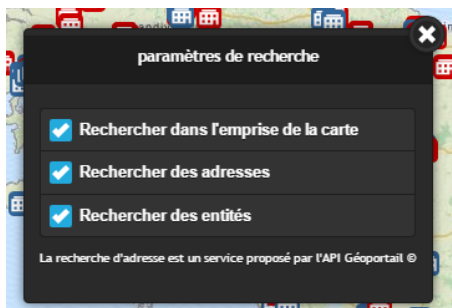 paramètres de recherche
Rechercher dans l'emprise de la carte
Rechercher des adresses
Rechercher des entités
La recherche d'adresse est un service proposé par l'API Géoportail ©